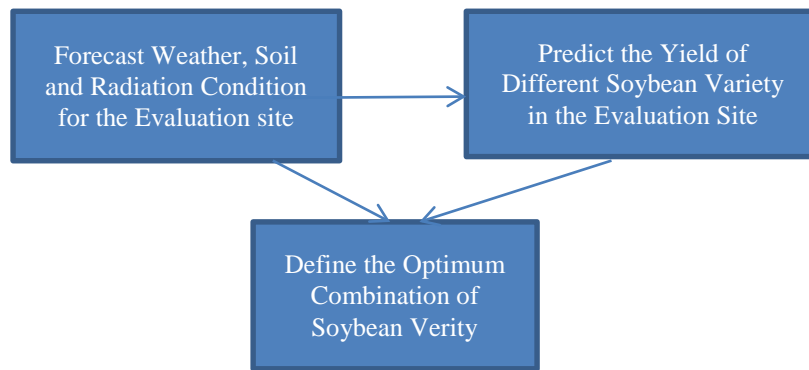 Forecast Weather, Soil
and Radiation Condition
for the Evaluation site
Predict the Yield of
Different Soybean Variety
in the Evaluation Site
Define the Optimum
Combination of
Soybean Verity